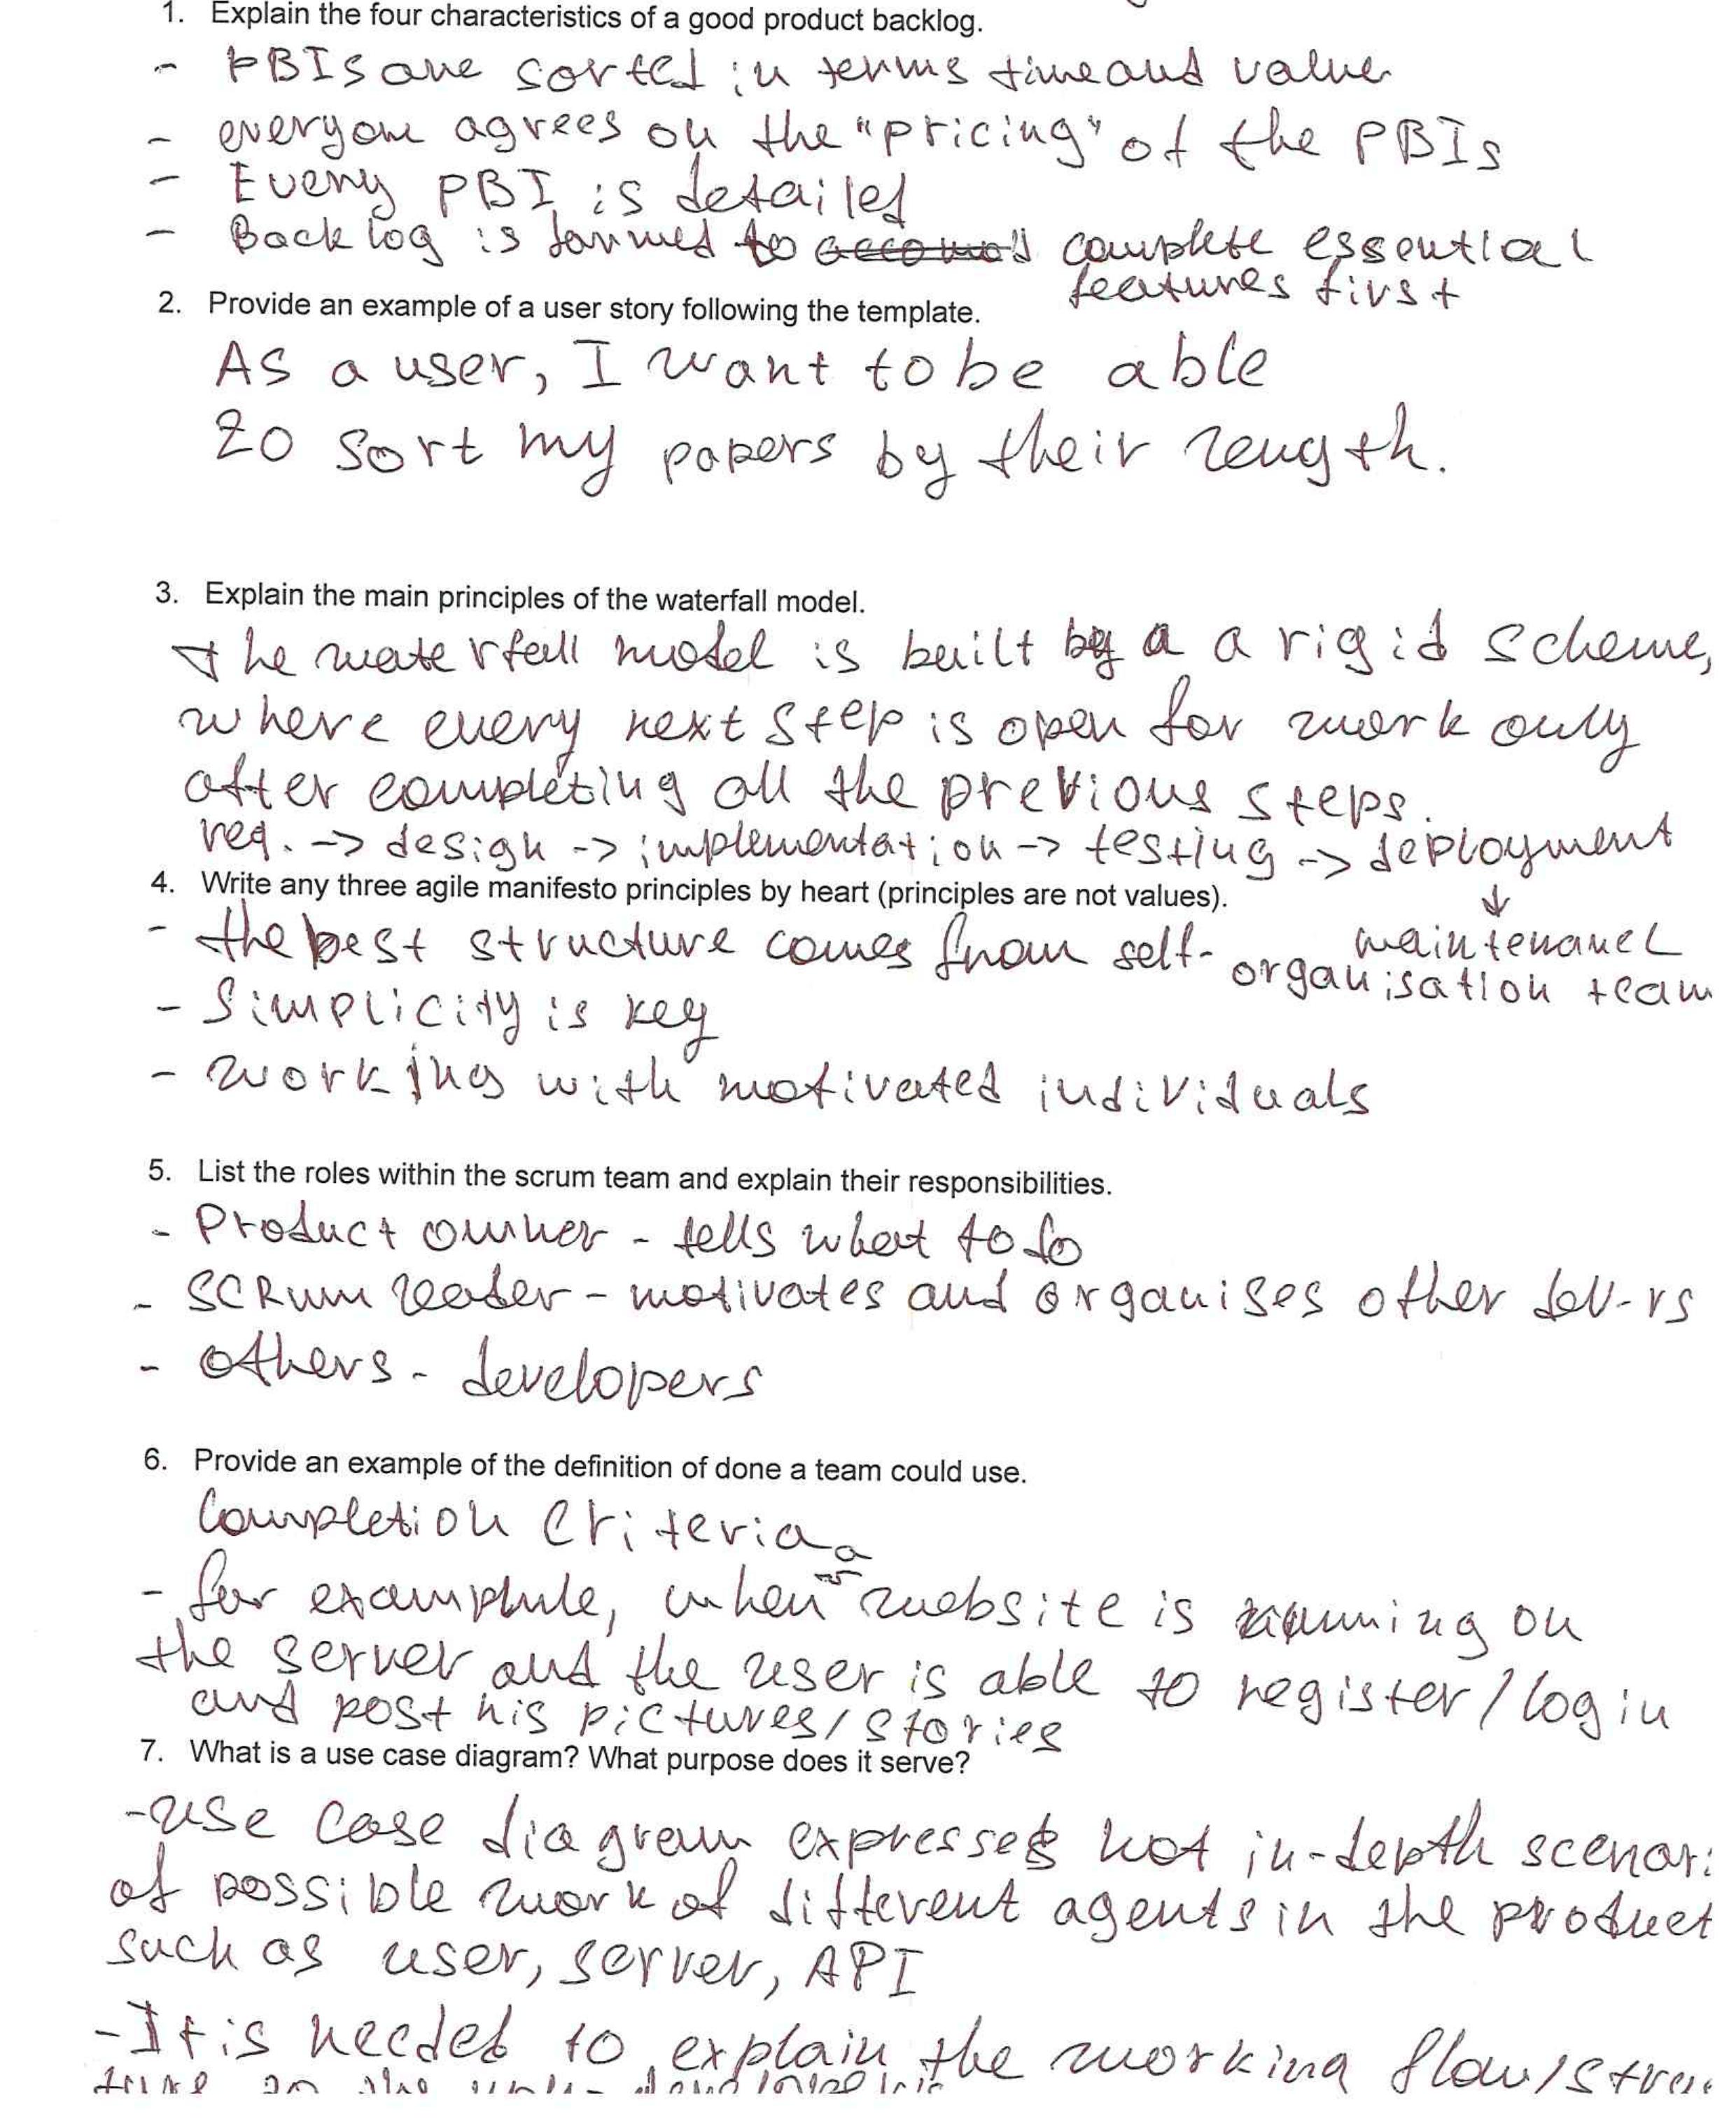 1. Explain the four characteristics of a good product backlog.
- PBIs are sorted in terms time and value
- everyone agrees on the "pricing" of the PBIs
- Every PBI is detailed
- Backlog is formed to complete essential
features first
2. Provide an example of a user story following the template.
As a user, I want to be able
to sort my papers by their length.
3. Explain the main principles of the waterfall model.
the waterfall model is built by a a rigid scheme,
where every next step is open for work only
after completing all the previous steps.
req. -> design -> implementation -> testing -> deployment
↓
maintenance
4. Write any three agile manifesto principles by heart (principles are not values).
- the best structure comes from self-organisation team
- Simplicity is key
- working with motivated individuals
5. List the roles within the scrum team and explain their responsibilities.
- Product owner - tells what to do
- SCRum leader - motivates and organises other dev-rs
- others - developers
6. Provide an example of the definition of done a team could use.
Completion criteria
- for examplule, when a website is running on
the server and the user is able to register/login
and post his pictures/stories
7. What is a use case diagram? What purpose does it serve?
- use case diagram expresses not in-depth scenari
of possible work of different agents in the product
such as user, server, API
- It is needed to explain the working flow/struc